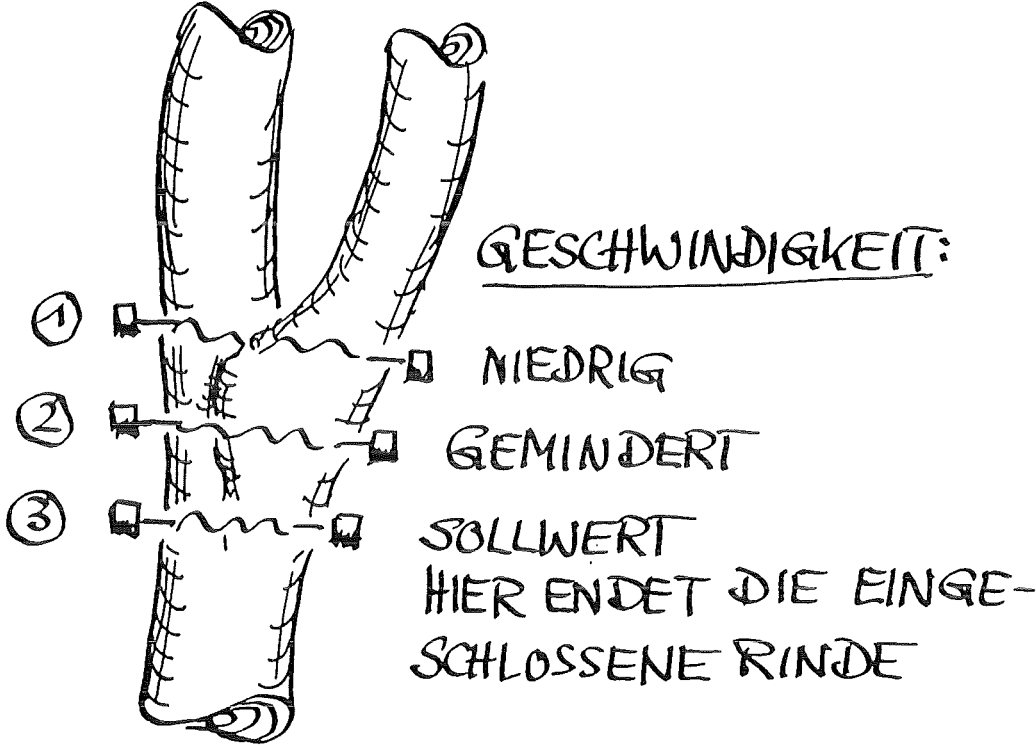 GESCHWINDIGKEIT:
1 NIEDRIG
2 GEMINDERT
3 SOLLWERT
HIER ENDET DIE EINGE-
SCHLOSSENE RINDE